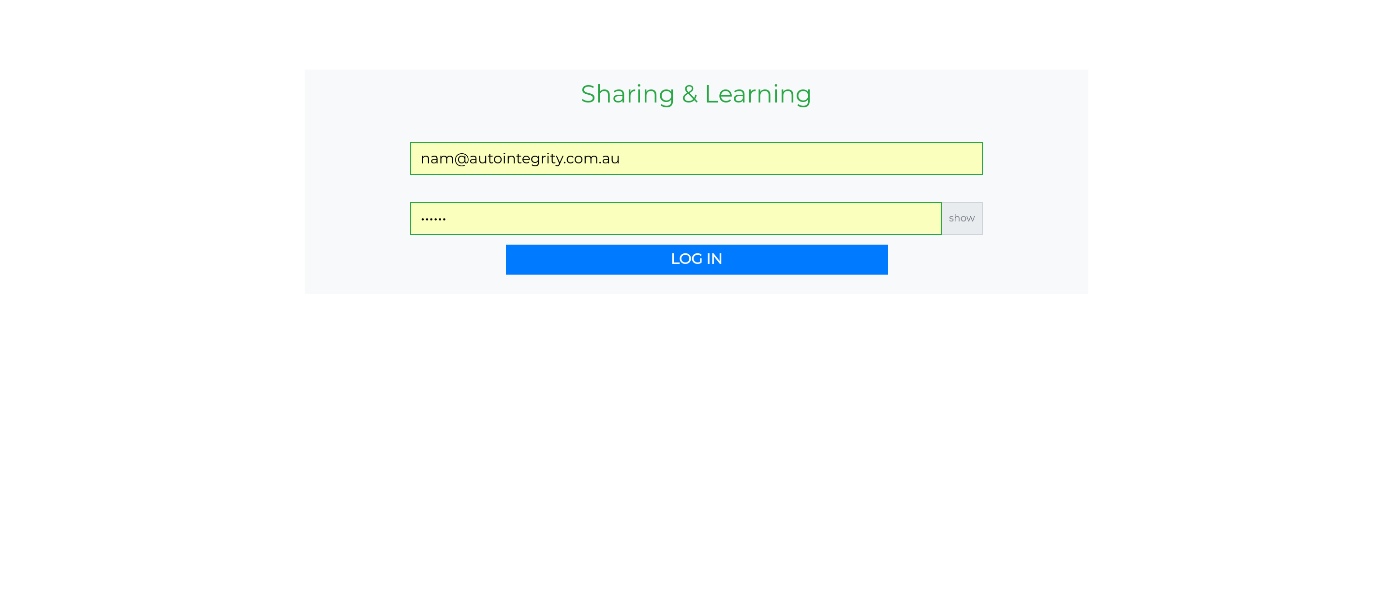 Sharing & Learning
nam@autointegrity.com.au
••••••
show
LOG IN